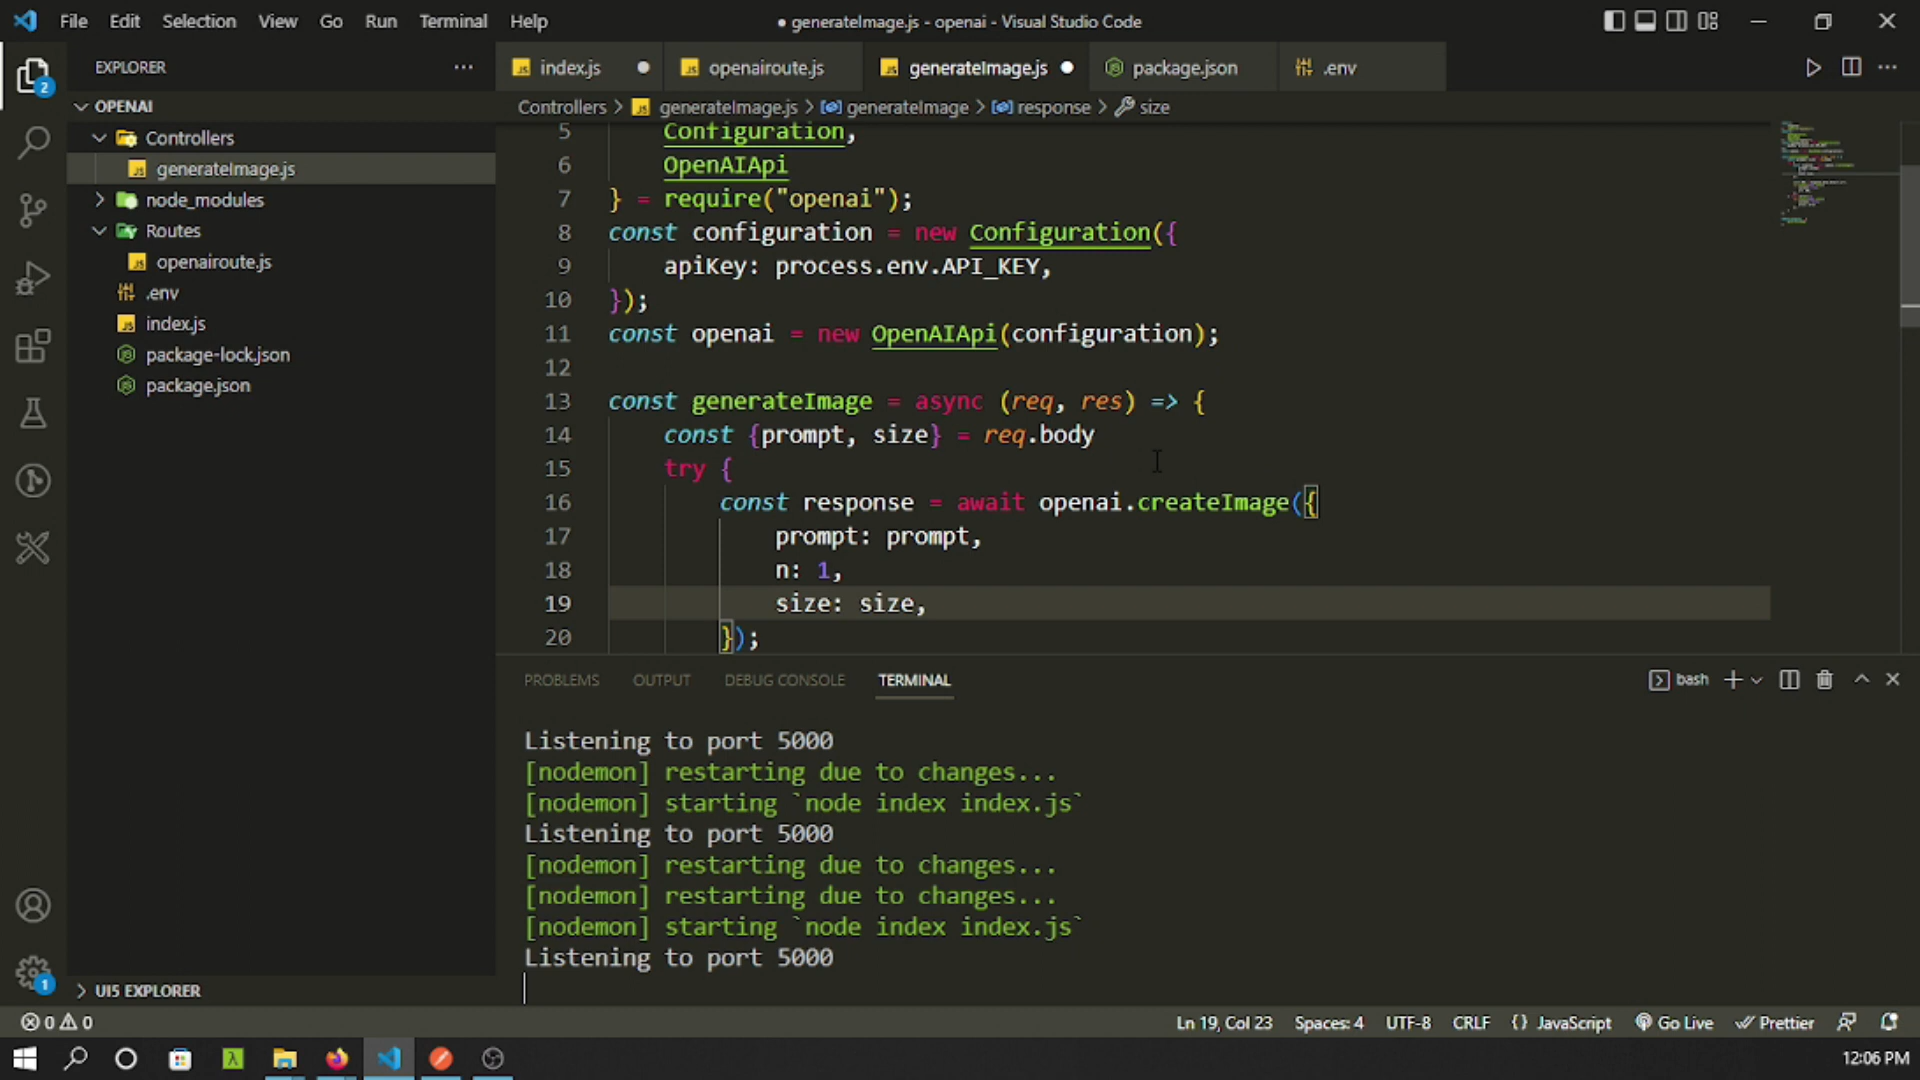 File Edit Selection View Go Run Terminal Help
● generateImage.js - openai - Visual Studio Code
EXPLORER
index.js
openairoute.js
generateImage.js
package.json
.env
OPENAI
Controllers
generateImage.js
node_modules
Routes
openairoute.js
.env
index.js
package-lock.json
package.json
Controllers > generateImage.js > generateImage > response > size
5 Configuration,
6 OpenAIApi
7 } = require("openai");
8 const configuration = new Configuration({
9 apiKey: process.env.API_KEY,
10 });
11 const openai = new OpenAIApi(configuration);
12
13 const generateImage = async (req, res) => {
14 const {prompt, size} = req.body
15 try {
16 const response = await openai.createImage({
17 prompt: prompt,
18 n: 1,
19 size: size,
20 });
PROBLEMS OUTPUT DEBUG CONSOLE TERMINAL
bash
Listening to port 5000
[nodemon] restarting due to changes...
[nodemon] starting `node index index.js`
Listening to port 5000
[nodemon] restarting due to changes...
[nodemon] restarting due to changes...
[nodemon] starting `node index index.js`
Listening to port 5000
UI5 EXPLORER
2
1
0 0
Ln 19, Col 23 Spaces: 4 UTF-8 CRLF {} JavaScript Go Live Prettier
12:06 PM